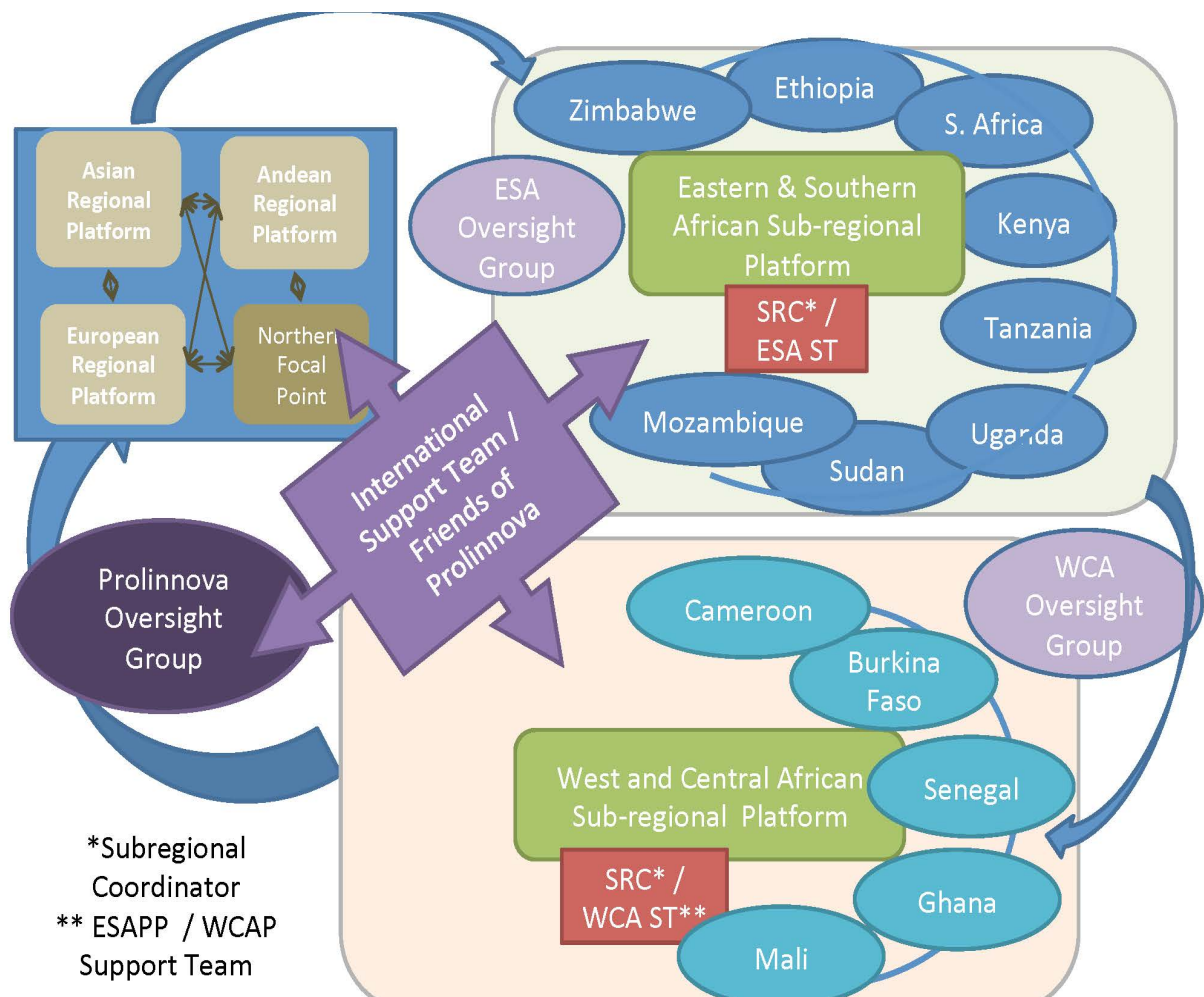 Asian
Regional
Platform
Andean
Regional
Platform
European
Regional
Platform
Northern
Focal
Point
Zimbabwe
Ethiopia
S. Africa
Kenya
Tanzania
Uganda
Sudan
Mozambique
ESA
Oversight
Group
Eastern & Southern
African Sub-regional
Platform
SRC* /
ESA ST
International
Support Team /
Friends of
Prolinnova
Prolinnova
Oversight
Group
WCA
Oversight
Group
Cameroon
Burkina
Faso
Senegal
Ghana
Mali
West and Central African
Sub-regional Platform
SRC* /
WCA ST**
*Subregional
Coordinator
** ESAPP / WCAP
Support Team